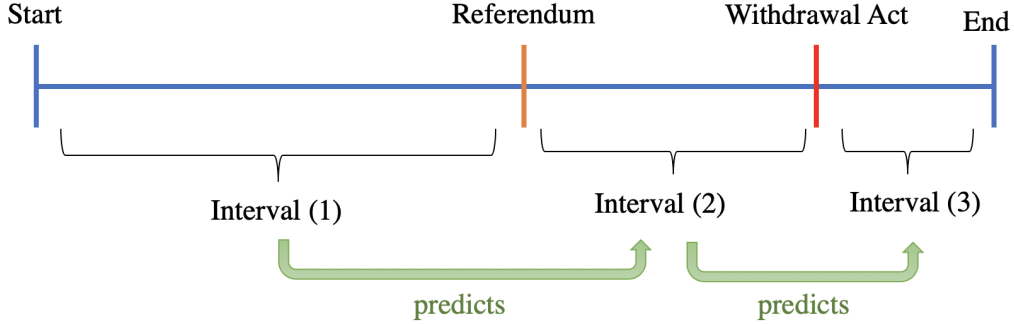 Start
Referendum
Withdrawal Act
End
Interval (1)
Interval (2)
Interval (3)
predicts
predicts